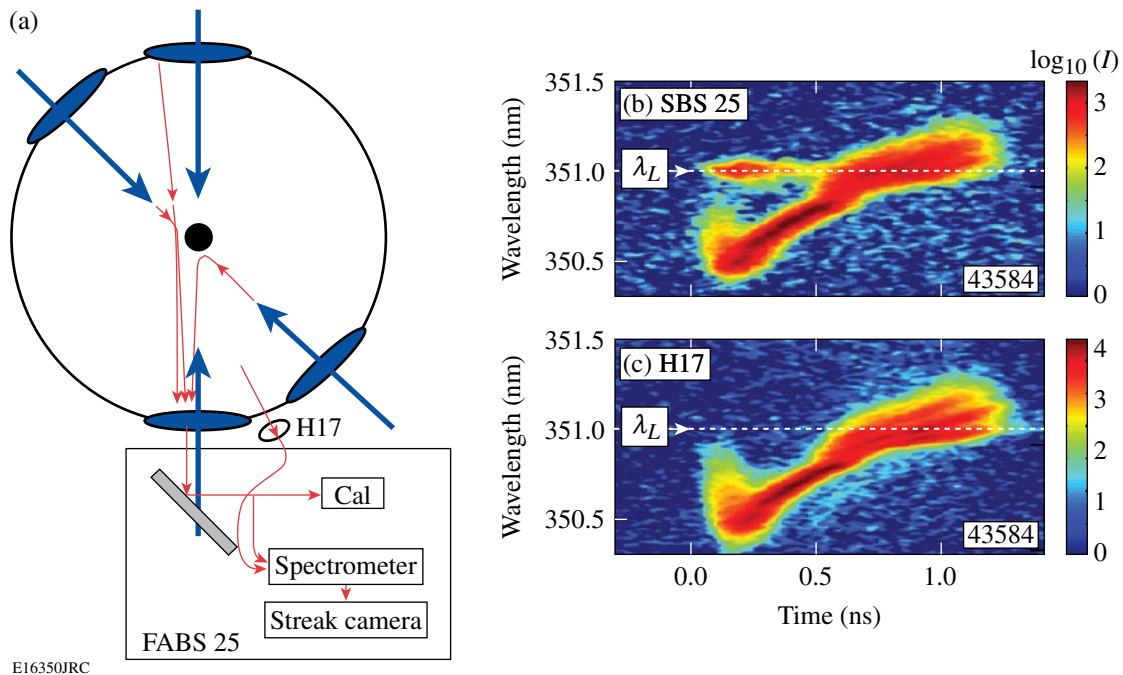 (a)
H17
Cal
Spectrometer
Streak camera
FABS 25
E16350JRC
log10 (I)
(b) SBS 25
351.5
λL
351.0
350.5
Wavelength (nm)
43584
3
2
1
0
(c) H17
351.5
λL
351.0
350.5
Wavelength (nm)
43584
4
3
2
1
0
0.0 0.5 1.0
Time (ns)